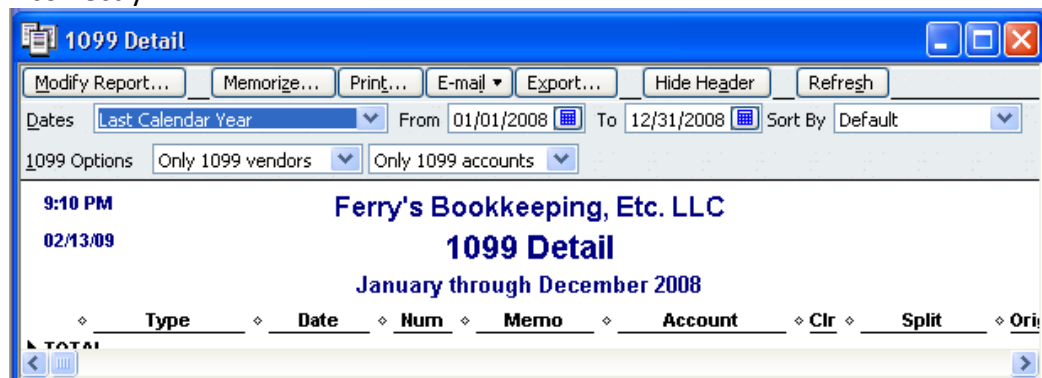 1099 Detail
Modify Report... Memorize... Print... E-mail Export... Hide Header Refresh
Dates Last Calendar Year From 01/01/2008 To 12/31/2008 Sort By Default
1099 Options Only 1099 vendors Only 1099 accounts
9:10 PM Ferry's Bookkeeping, Etc. LLC
02/13/09 1099 Detail
January through December 2008
Type Date Num Memo Account Clr Split Ori
TOTAL